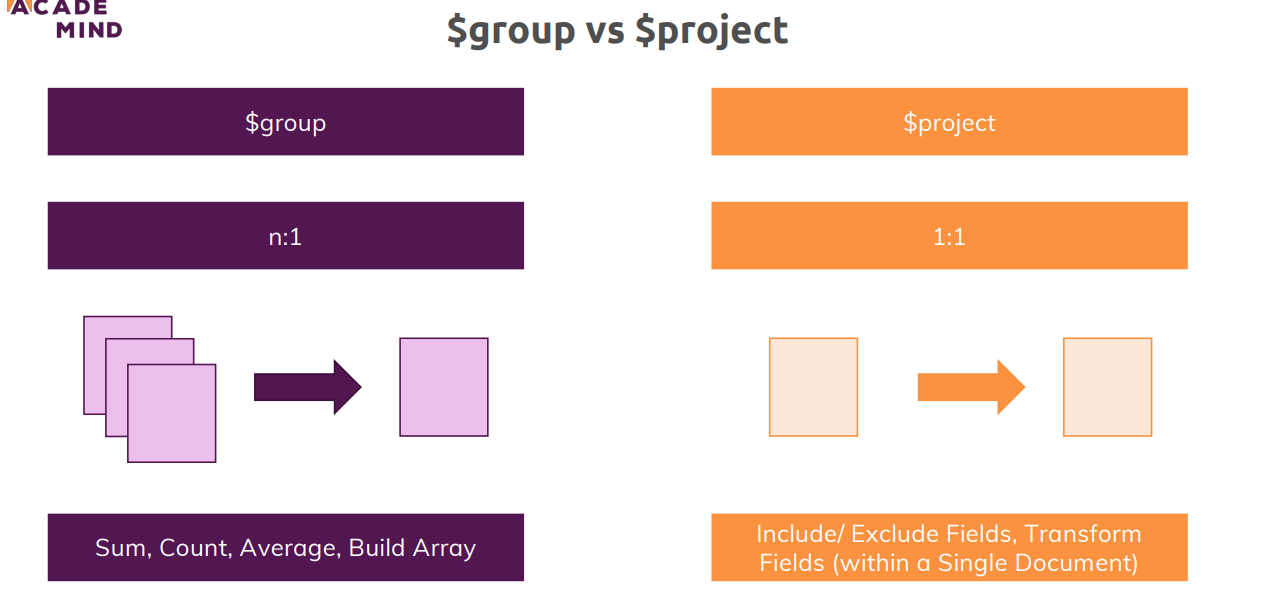 ACADE
MIND
$group vs $project
$group
$project
n:1
1:1
Sum, Count, Average, Build Array
Include/ Exclude Fields, Transform
Fields (within a Single Document)